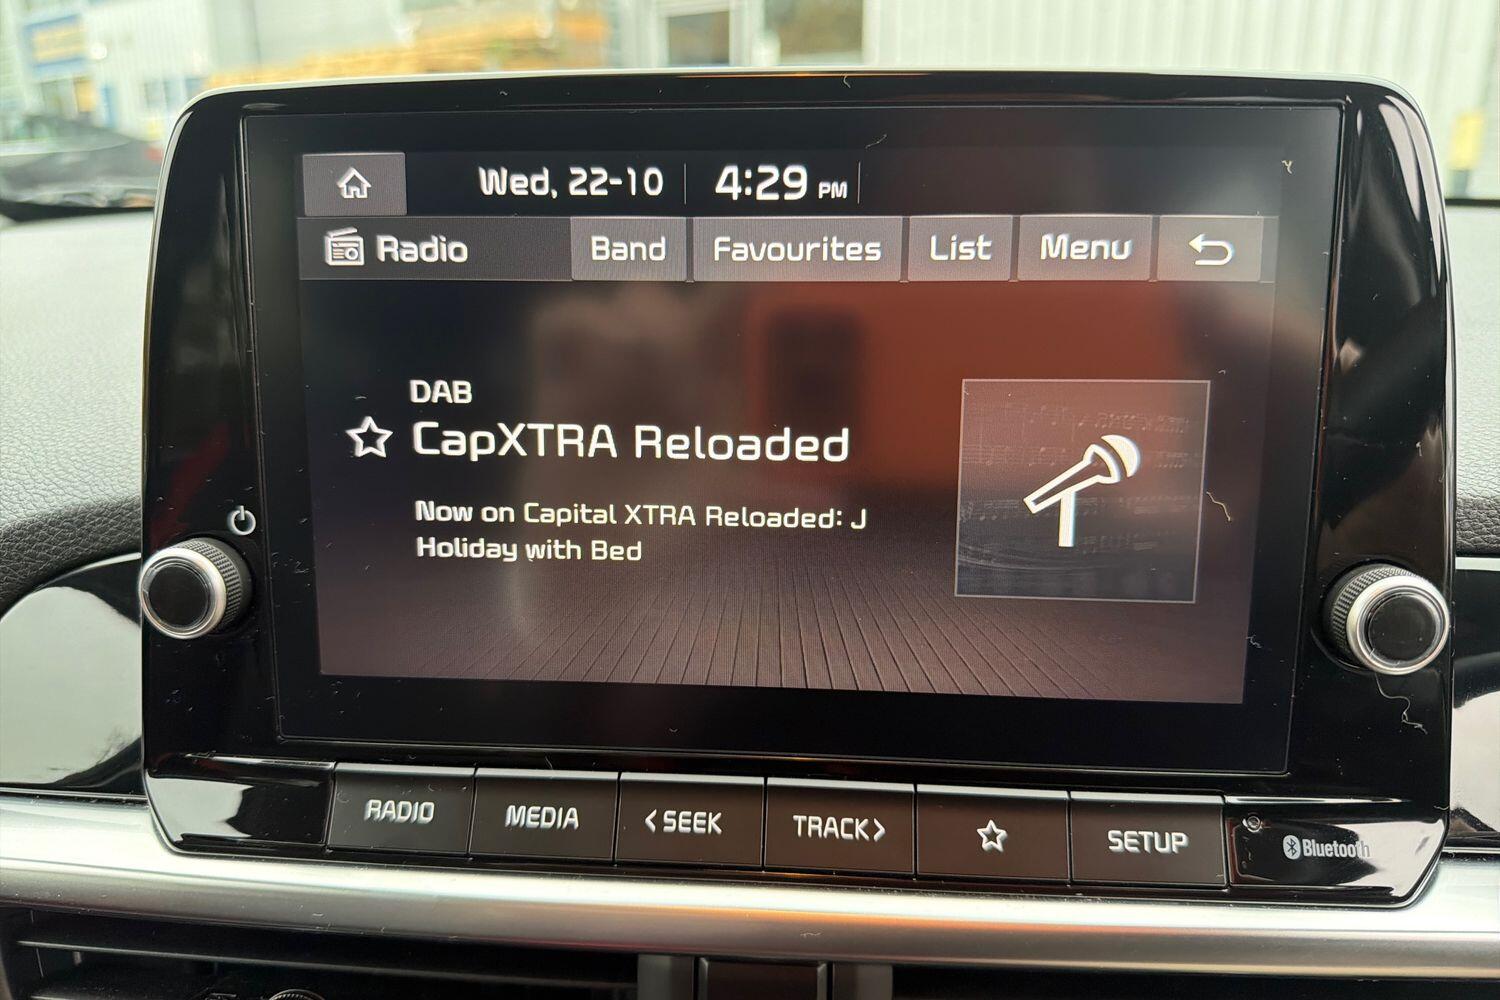 Wed, 22-10 4:29 PM
Radio Band Favourites List Menu
DAB
CapXTRA Reloaded
Now on Capital XTRA Reloaded: J
Holiday with Bed
RADIO MEDIA <SEEK TRACK> SETUP
Bluetooth